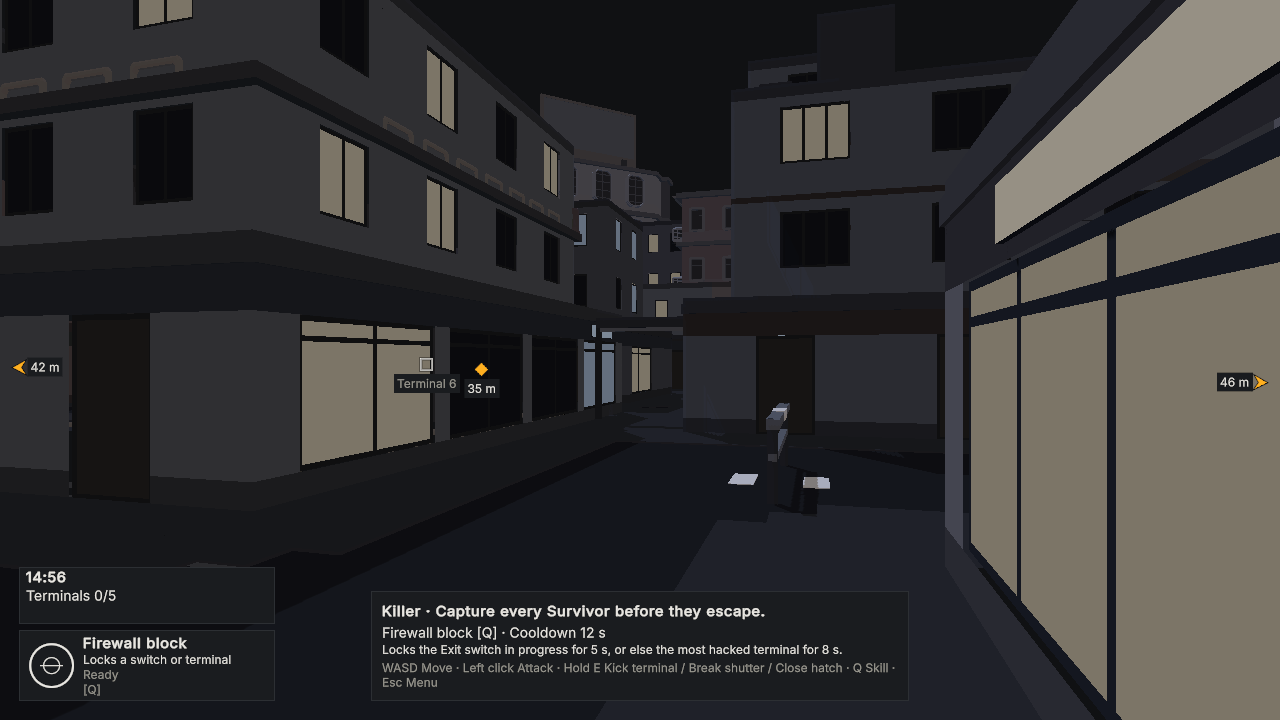 42 m
Terminal 6
35 m
46 m
14:56
Terminals 0/5
Firewall block
Locks a switch or terminal
Ready
[Q]
Killer · Capture every Survivor before they escape.
Firewall block [Q] · Cooldown 12 s
Locks the Exit switch in progress for 5 s, or else the most hacked terminal for 8 s.
WASD Move · Left click Attack · Hold E Kick terminal / Break shutter / Close hatch · Q Skill ·
Esc Menu